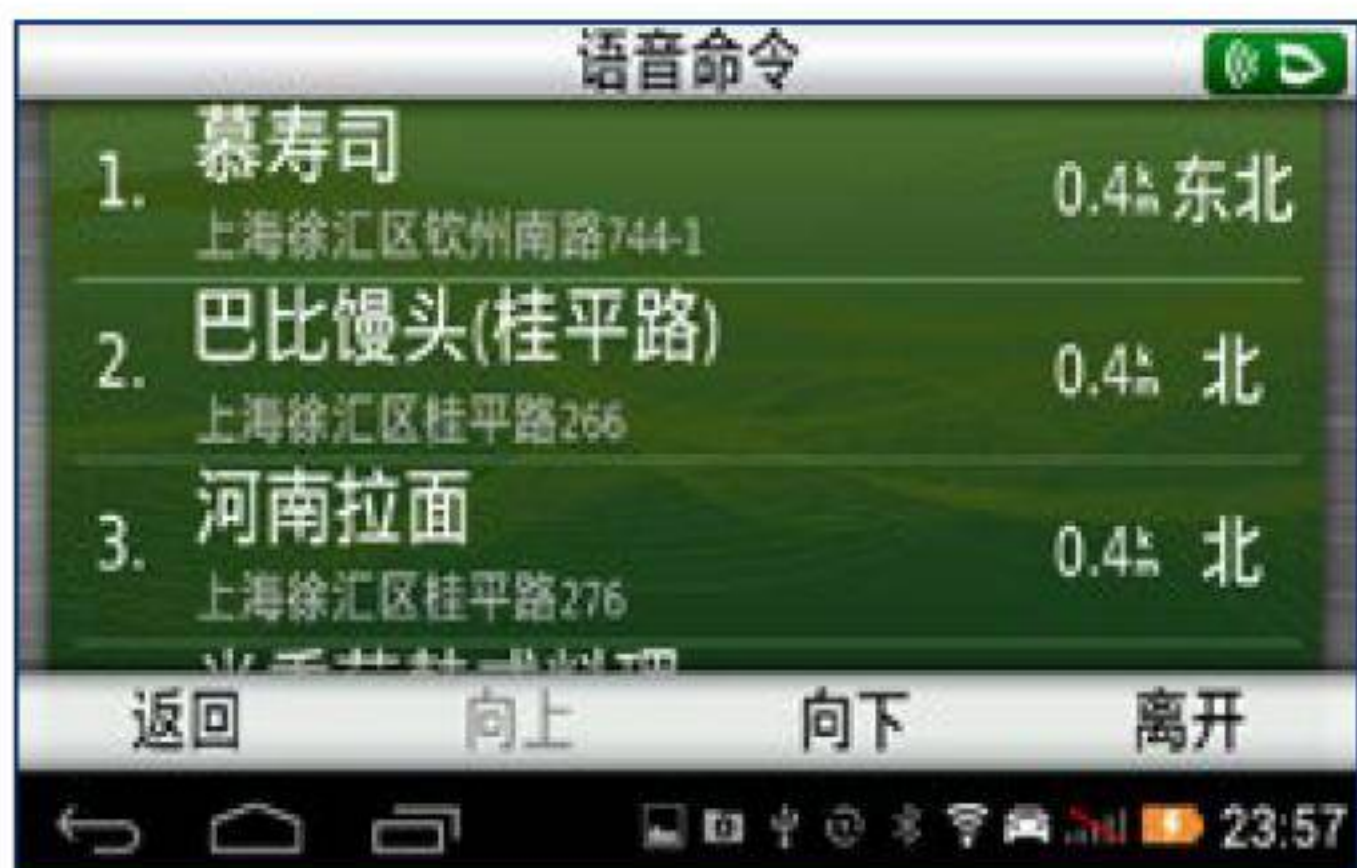 语音命令
1. 慕寿司 0.4km 东北
上海徐汇区钦州南路744-1
2. 巴比馒头(桂平路) 0.4km 北
上海徐汇区桂平路266
3. 河南拉面 0.4km 北
上海徐汇区桂平路276
返回 向上 向下 离开
23:57